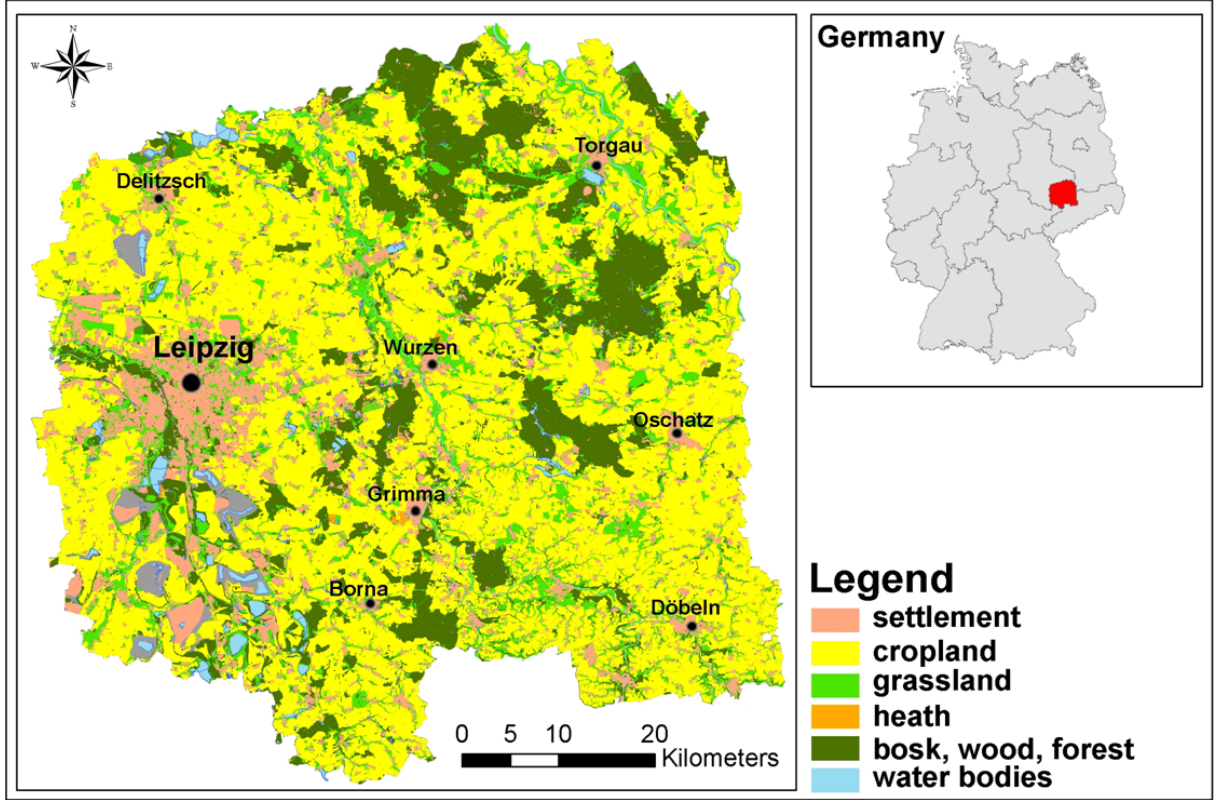 N
W E
S
Torgau
Delitzsch
Leipzig
Wurzen
Oschatz
Grimma
Borna
Döbeln
0 5 10 20
Kilometers
Germany
Legend
settlement
cropland
grassland
heath
bosk, wood, forest
water bodies